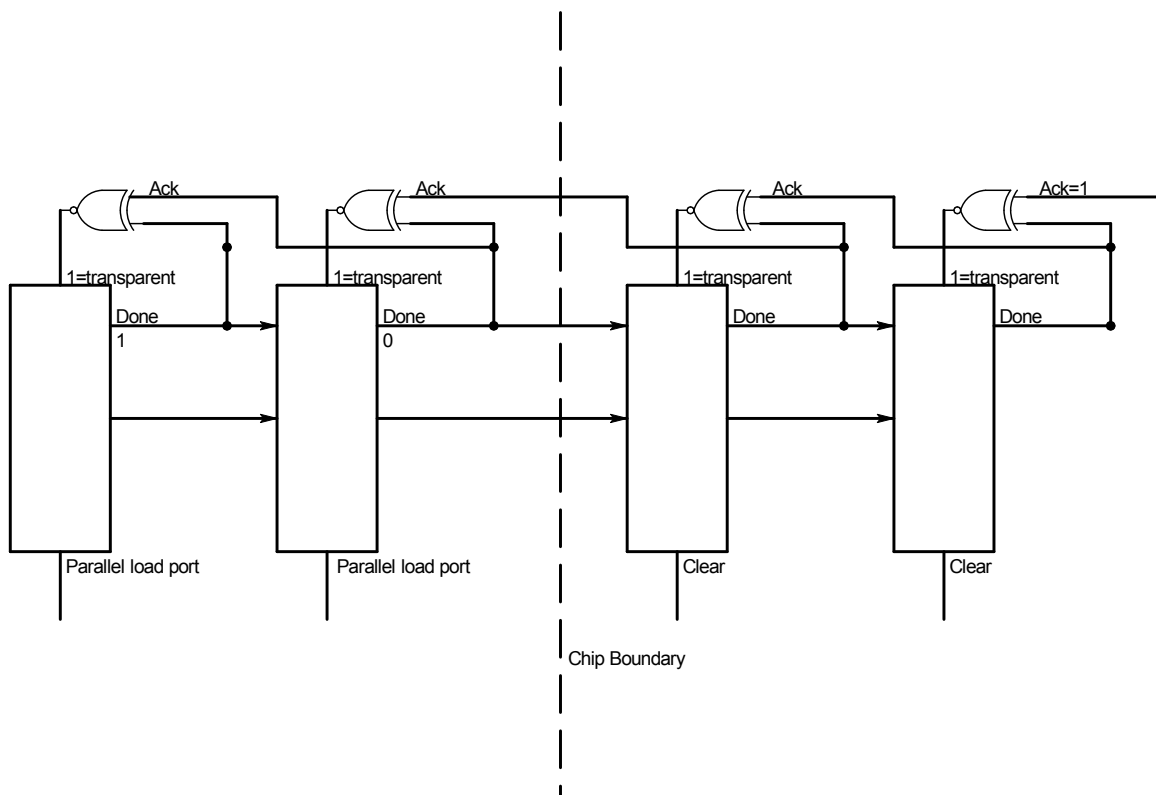 Ack
Ack
Ack
Ack=1
1=transparent
1=transparent
1=transparent
1=transparent
Done
1
Done
0
Done
Done
Parallel load port
Parallel load port
Clear
Clear
Chip Boundary